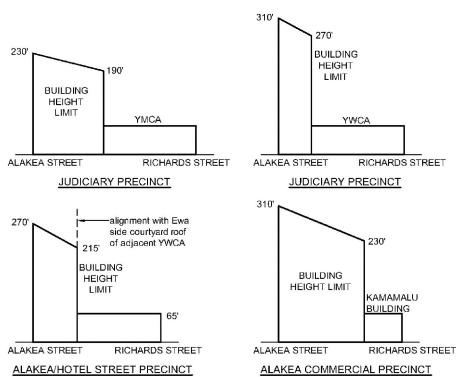 230'
190'
BUILDING
HEIGHT
LIMIT
YMCA
ALAKEA STREET
RICHARDS STREET
JUDICIARY PRECINCT
310'
270'
BUILDING
HEIGHT
LIMIT
YWCA
ALAKEA STREET
RICHARDS STREET
JUDICIARY PRECINCT
270'
alignment with Ewa
side courtyard roof
of adjacent YWCA
215'
BUILDING
HEIGHT
LIMIT
65'
ALAKEA STREET
RICHARDS STREET
ALAKEA/HOTEL STREET PRECINCT
310'
230'
BUILDING
HEIGHT LIMIT
KAMAMALU
BUILDING
ALAKEA STREET
RICHARDS STREET
ALAKEA COMMERCIAL PRECINCT